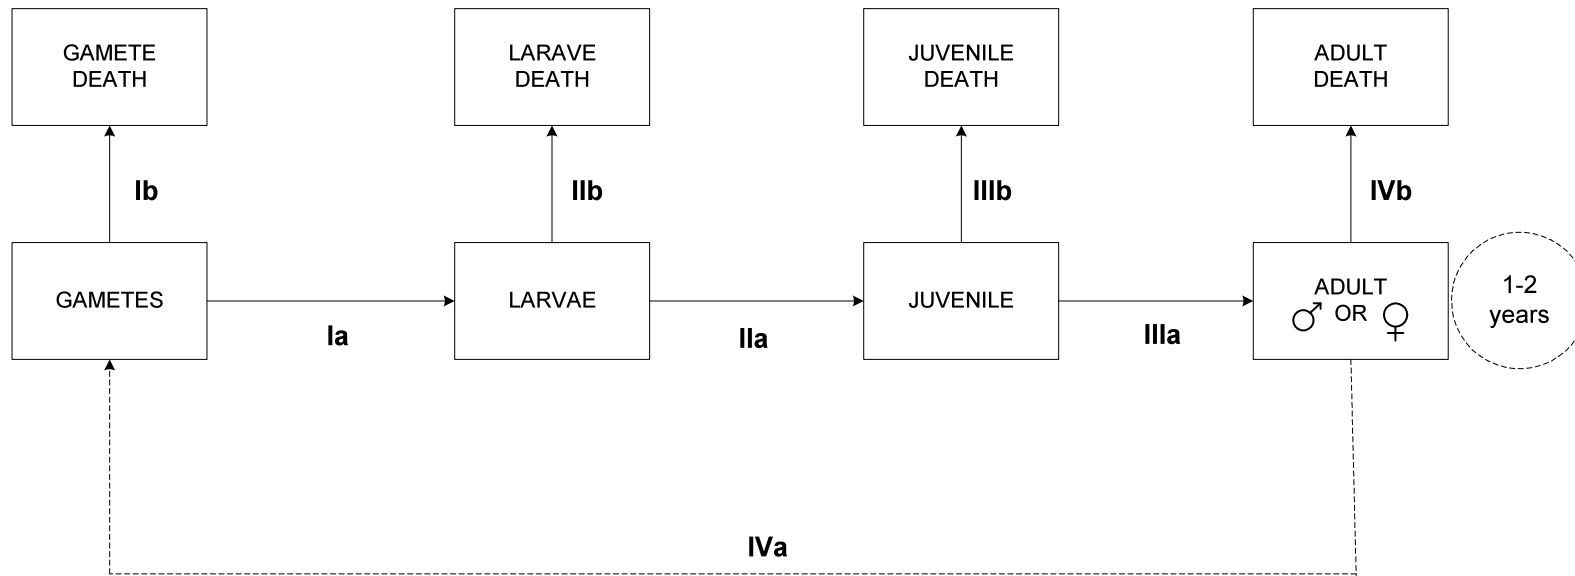 GAMETE
DEATH
LARAVE
DEATH
JUVENILE
DEATH
ADULT
DEATH
Ib
IIb
IIIb
IVb
GAMETES
LARVAE
JUVENILE
ADULT
♂ OR ♀
1-2
years
Ia
IIa
IIIa
IVa